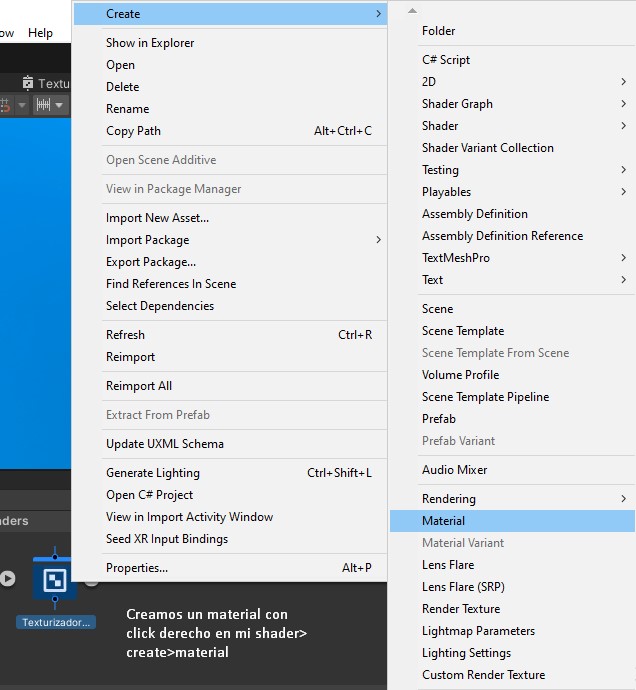 Create
Folder
ow Help
Show in Explorer
C# Script
Open
2D
Textu
Delete
Shader Graph
Rename
Shader
Copy Path Alt+Ctrl+C
Shader Variant Collection
Open Scene Additive
Testing
View in Package Manager
Playables
Import New Asset...
Assembly Definition
Import Package
Assembly Definition Reference
Export Package...
TextMeshPro
Find References In Scene
Text
Select Dependencies
Scene
Refresh Ctrl+R
Scene Template
Reimport
Scene Template From Scene
Volume Profile
Reimport All
Scene Template Pipeline
Extract From Prefab
Prefab
Update UXML Schema
Prefab Variant
Generate Lighting Ctrl+Shift+L
Audio Mixer
Open C# Project
Rendering
View in Import Activity Window
aders
Material
Seed XR Input Bindings
Material Variant
Properties... Alt+P
Lens Flare
Lens Flare (SRP)
Render Texture
Texturizador...
Creamos un material con
click derecho en mi shader>
create>material
Lightmap Parameters
Lighting Settings
Custom Render Texture